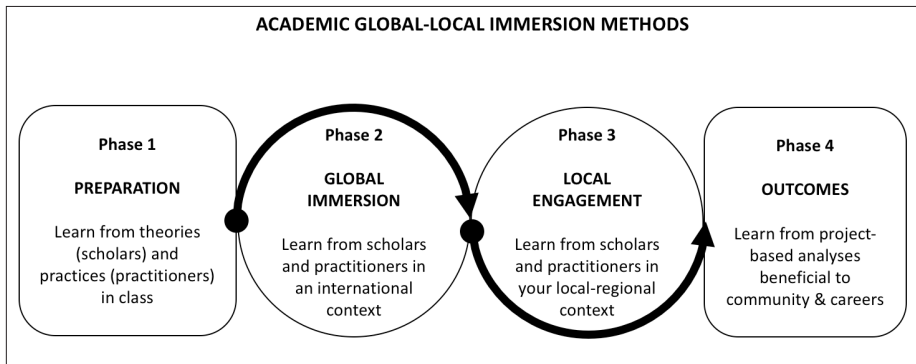 ACADEMIC GLOBAL-LOCAL IMMERSION METHODS
Phase 1
PREPARATION
Learn from theories
(scholars) and
practices (practitioners)
in class
Phase 2
GLOBAL
IMMERSION
Learn from scholars
and practitioners in
an international
context
Phase 3
LOCAL
ENGAGEMENT
Learn from scholars
and practitioners in
your local-regional
context
Phase 4
OUTCOMES
Learn from project-
based analyses
beneficial to
community & careers